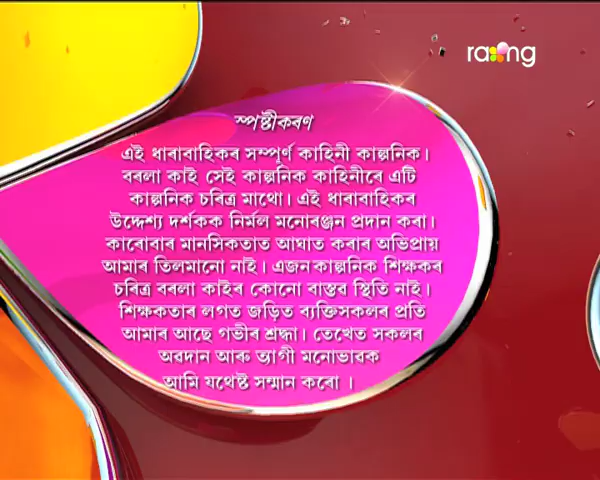 rang
স্পষ্টীকৰণ
এই ধাৰাবাহিকৰ সম্পূৰ্ণ কাহিনী কাল্পনিক।
বৰলা কাই সেই কাল্পনিক কাহিনীৰে এটি
কাল্পনিক চৰিত্ৰ মাথো। এই ধাৰাবাহিকৰ
উদ্দেশ্য দৰ্শকক নিৰ্মল মনোৰঞ্জন প্ৰদান কৰা।
কাৰোবাৰ মানসিকতাত আঘাত কৰাৰ অভিপ্ৰায়
আমাৰ তিলমানো নাই। এজন কাল্পনিক শিক্ষকৰ
চৰিত্ৰ বৰলা কাইৰ কোনো বাস্তৱ স্থিতি নাই।
শিক্ষকতাৰ লগত জড়িত ব্যক্তিসকলৰ প্ৰতি
আমাৰ আছে গভীৰ শ্ৰদ্ধা। তেখেত সকলৰ
অৱদান আৰু ত্যাগী মনোভাৱক
আমি যথেষ্ট সন্মান কৰো ।